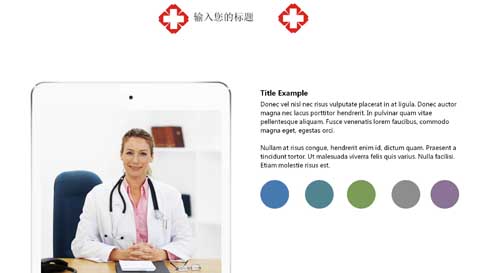 输入您的标题
Title Example
Donec vel nisl nec risus vulputate placerat in at ligula. Donec auctor
magna nec lacus porttitor hendrerit. In pulvinar quam vitae
pellentesque aliquam. Fusce venenatis lorem faucibus, commodo
magna eget, egestas orci.
Nullam at risus congue, hendrerit enim id, dictum quam. Praesent a
tincidunt tortor. Ut malesuada viverra felis quis varius. Nulla facilisi.
Etiam molestie risus est.